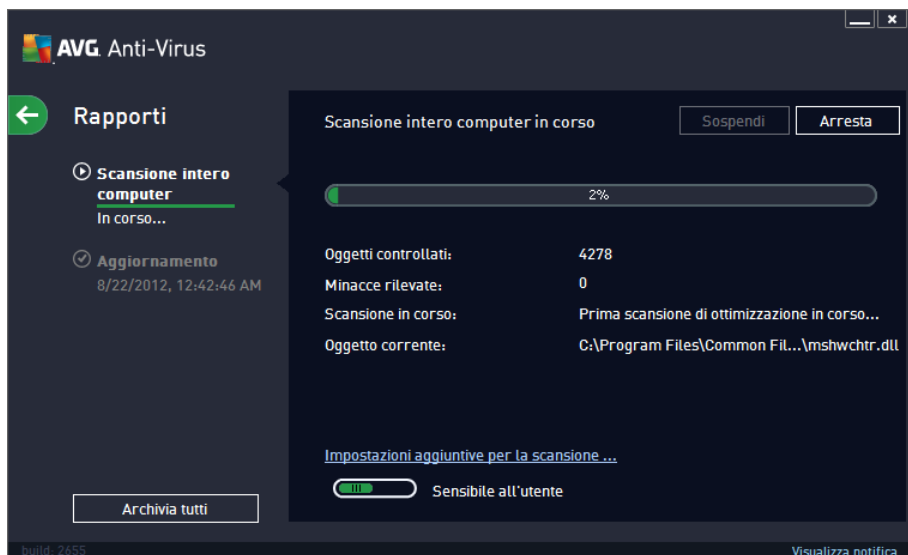 AVG. Anti-Virus
Rapporti
Scansione intero
computer
In corso...
Aggiornamento
8/22/2012, 12:42:46 AM
Archivia tutti
Scansione intero computer in corso
Sospendi
Arresta
2%
Oggetti controllati: 4278
Minacce rilevate: 0
Scansione in corso: Prima scansione di ottimizzazione in corso...
Oggetto corrente: C:\Program Files\Common Fil...\mshwchtr.dll
Impostazioni aggiuntive per la scansione ...
Sensibile all'utente
build: 2655
Visualizza notifica